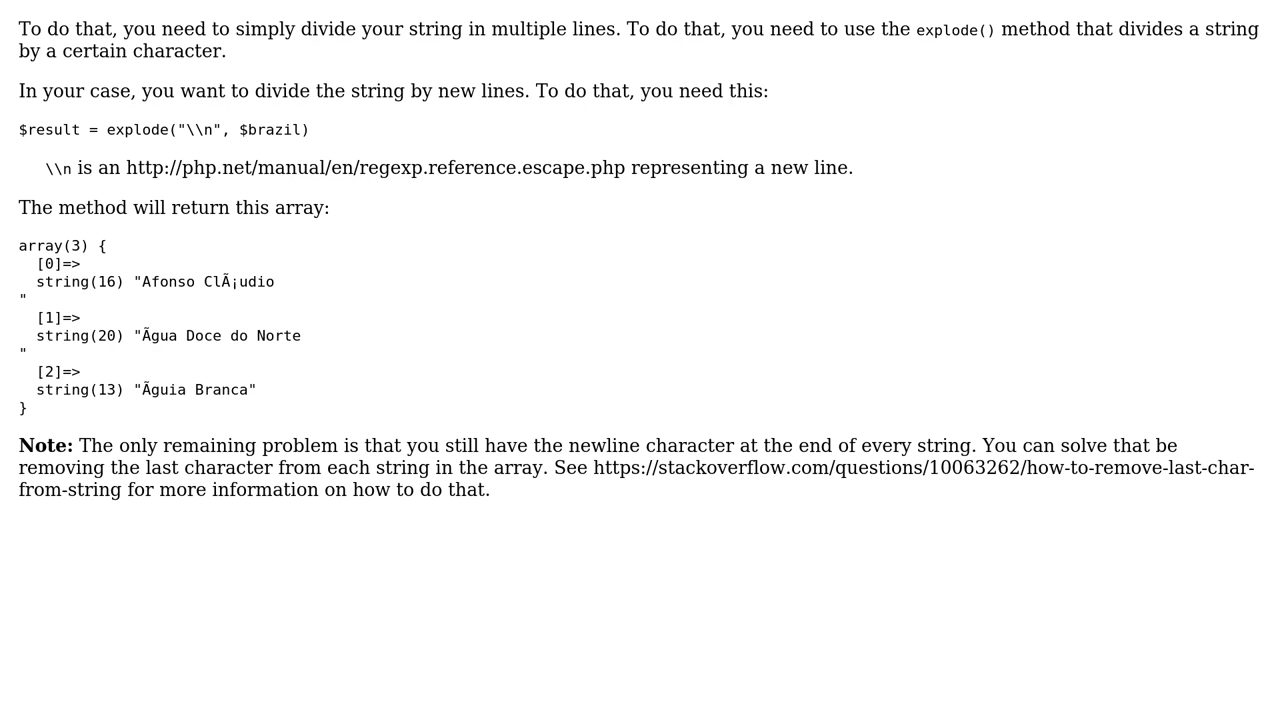 To do that, you need to simply divide your string in multiple lines. To do that, you need to use the explode() method that divides a string
by a certain character.
In your case, you want to divide the string by new lines. To do that, you need this:
$result = explode("\\n", $brazil)
\\n is an http://php.net/manual/en/regexp.reference.escape.php representing a new line.
The method will return this array:
array(3) {
  [0]=>
  string(16) "Afonso ClÃ¡udio
"
  [1]=>
  string(20) "Ãgua Doce do Norte
"
  [2]=>
  string(13) "Ãguia Branca"
}
Note: The only remaining problem is that you still have the newline character at the end of every string. You can solve that be
removing the last character from each string in the array. See https://stackoverflow.com/questions/10063262/how-to-remove-last-char-
from-string for more information on how to do that.